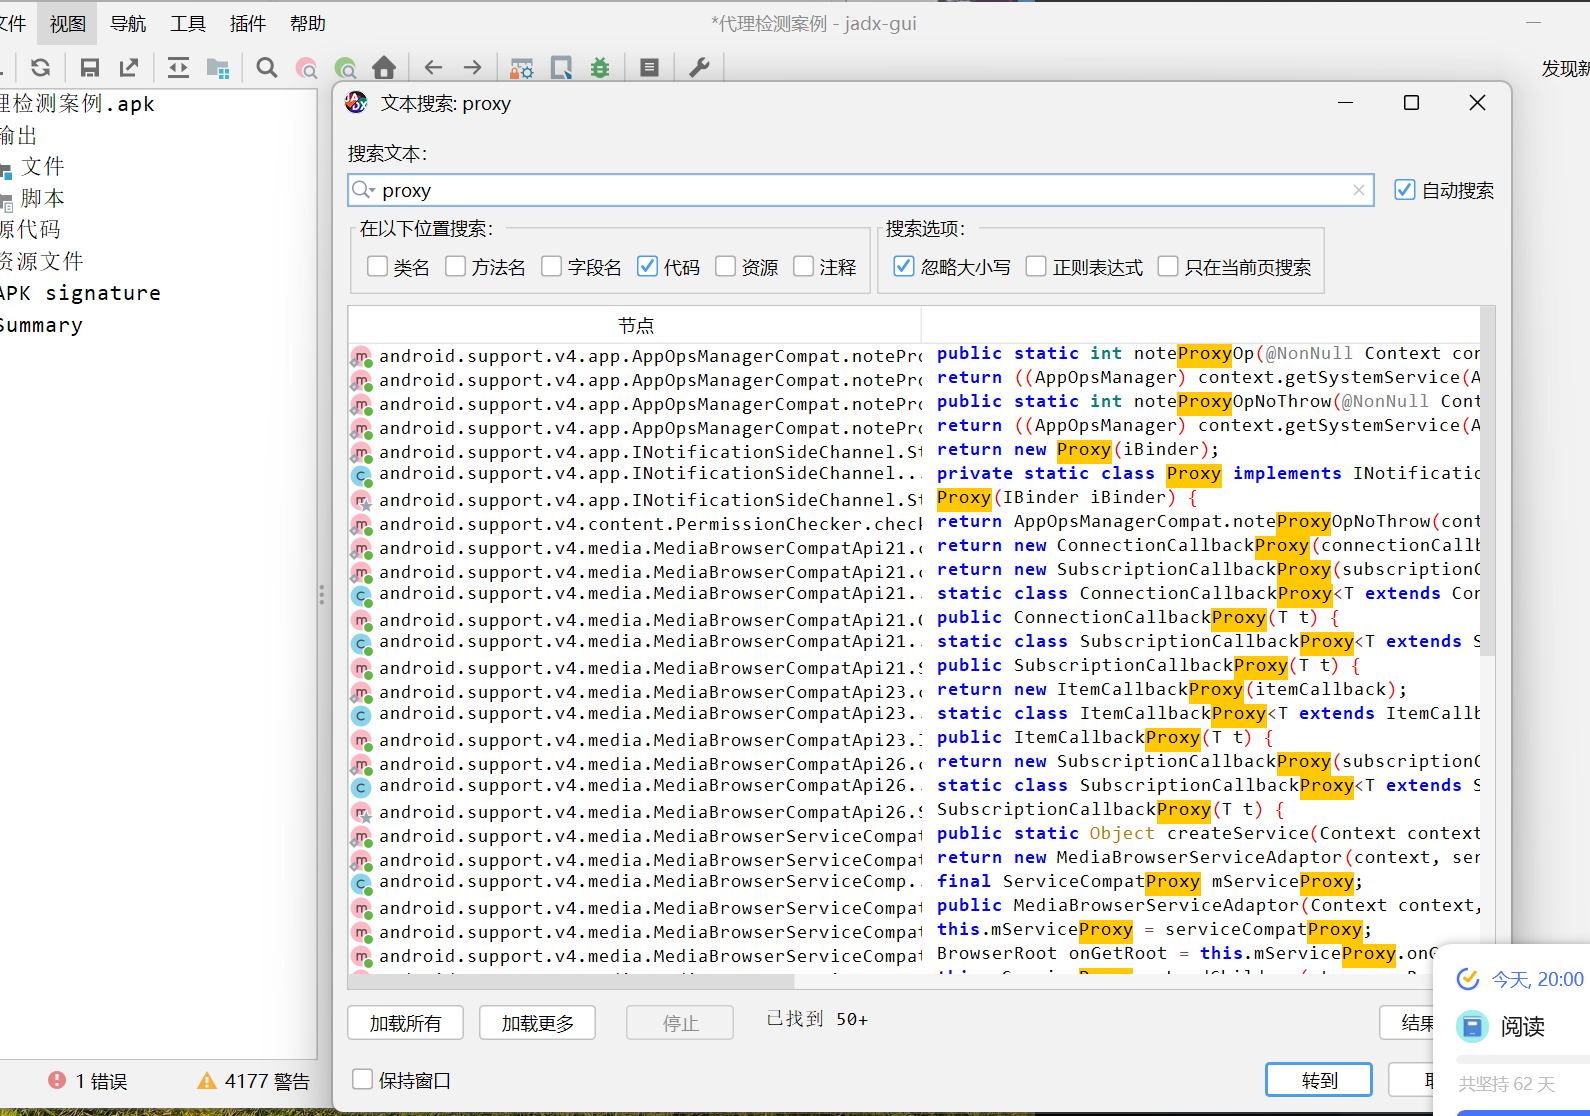 文件 视图 导航 工具 插件 帮助
*代理检测案例 - jadx-gui
发现新
理检测案例.apk
输出
文件
脚本
源代码
资源文件
APK signature
Summary
1 错误 4177 警告
文本搜索: proxy
搜索文本:
proxy
自动搜索
在以下位置搜索:
类名 方法名 字段名 代码 资源 注释
搜索选项:
忽略大小写 正则表达式 只在当前页搜索
节点
android.support.v4.app.AppOpsManagerCompat.notePro public static int noteProxyOp(@NonNull Context con
android.support.v4.app.AppOpsManagerCompat.notePro return ((AppOpsManager) context.getSystemService(A
android.support.v4.app.AppOpsManagerCompat.notePro public static int noteProxyOpNoThrow(@NonNull Cont
android.support.v4.app.AppOpsManagerCompat.notePro return ((AppOpsManager) context.getSystemService(A
android.support.v4.app.INotificationSideChannel.St return new Proxy(iBinder);
android.support.v4.app.INotificationSideChannel... private static class Proxy implements INotificatio
android.support.v4.app.INotificationSideChannel.St Proxy(IBinder iBinder) {
android.support.v4.content.PermissionChecker.check return AppOpsManagerCompat.noteProxyOpNoThrow(cont
android.support.v4.media.MediaBrowserCompatApi21.c return new ConnectionCallbackProxy(connectionCallb
android.support.v4.media.MediaBrowserCompatApi21.c return new SubscriptionCallbackProxy(subscriptionC
android.support.v4.media.MediaBrowserCompatApi21.. static class ConnectionCallbackProxy<T extends Con
android.support.v4.media.MediaBrowserCompatApi21.C public ConnectionCallbackProxy(T t) {
android.support.v4.media.MediaBrowserCompatApi21.. static class SubscriptionCallbackProxy<T extends S
android.support.v4.media.MediaBrowserCompatApi21.S public SubscriptionCallbackProxy(T t) {
android.support.v4.media.MediaBrowserCompatApi23.c return new ItemCallbackProxy(itemCallback);
android.support.v4.media.MediaBrowserCompatApi23.. static class ItemCallbackProxy<T extends ItemCallb
android.support.v4.media.MediaBrowserCompatApi23.I public ItemCallbackProxy(T t) {
android.support.v4.media.MediaBrowserCompatApi26.c return new SubscriptionCallbackProxy(subscriptionC
android.support.v4.media.MediaBrowserCompatApi26.. static class SubscriptionCallbackProxy<T extends S
android.support.v4.media.MediaBrowserCompatApi26.S SubscriptionCallbackProxy(T t) {
android.support.v4.media.MediaBrowserServiceCompat public static Object createService(Context context
android.support.v4.media.MediaBrowserServiceCompat return new MediaBrowserServiceAdaptor(context, ser
android.support.v4.media.MediaBrowserServiceComp.. final ServiceCompatProxy mServiceProxy;
android.support.v4.media.MediaBrowserServiceCompat public MediaBrowserServiceAdaptor(Context context,
android.support.v4.media.MediaBrowserServiceCompat this.mServiceProxy = serviceCompatProxy;
android.support.v4.media.MediaBrowserServiceCompat BrowserRoot onGetRoot = this.mServiceProxy.onG
加载所有 加载更多 停止 已找到 50+ 结果
保持窗口 转到
今天, 20:00
阅读
共坚持 62 天